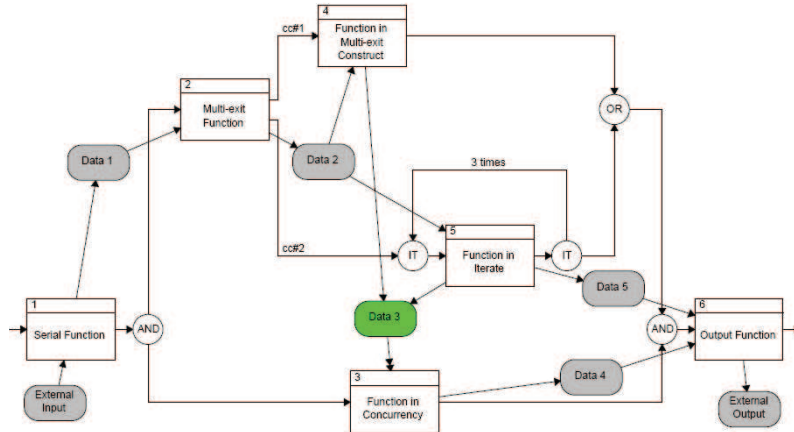 4
Function in
Multi-exit
Construct
cc#1
2
Multi-exit
Function
OR
Data 1
Data 2
3 times
5
Function in
Iterate
cc#2
IT
IT
Data 5
1
Serial Function
AND
Data 3
AND
6
Output Function
3
Function in
Concurrency
Data 4
External
Input
External
Output